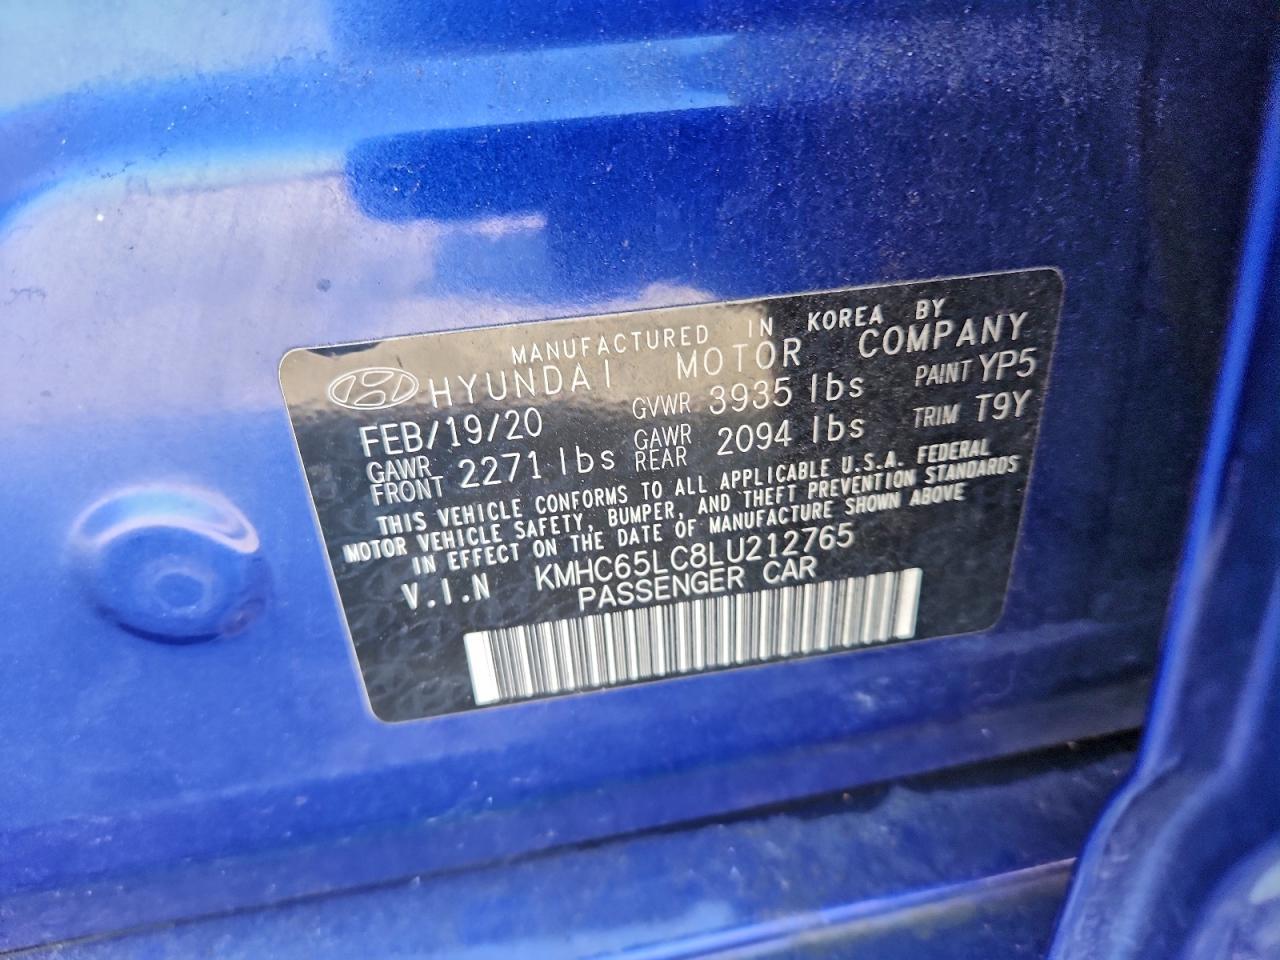 MANUFACTURED IN KOREA BY
HYUNDAI MOTOR COMPANY
FEB/19/20 GVWR 3935 lbs PAINT YP5
GAWR FRONT 2271 lbs GAWR REAR 2094 lbs TRIM T9Y
THIS VEHICLE CONFORMS TO ALL APPLICABLE U.S.A. FEDERAL
MOTOR VEHICLE SAFETY, BUMPER, AND THEFT PREVENTION STANDARDS
IN EFFECT ON THE DATE OF MANUFACTURE SHOWN ABOVE
V.I.N KMHC65LC8LU212765
PASSENGER CAR